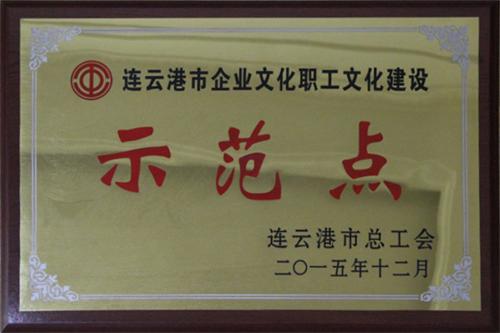 连云港市企业文化职工文化建设
示范点
连云港市总工会
二〇一五年十二月